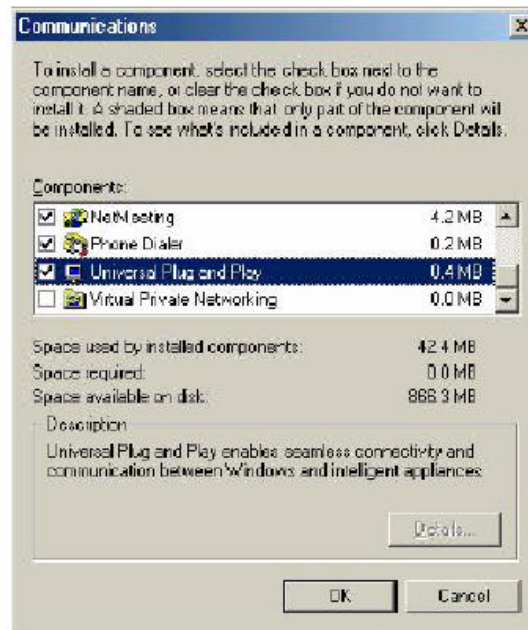 Communications
To install a component, select the check box next to the
component name, or clear the check box if you do not want to
install it. A shaded box means that only part of the component will
be installed. To see what's included in a component, click Details.
Components:
NetMeeting 4.2 MB
Phone Dialer 0.2 MB
Universal Plug and Play 0.4 MB
Virtual Private Networking 0.0 MB
Space used by installed components: 42.4 MB
Space required: 0.0 MB
Space available on disk: 866.3 MB
Description
Universal Plug and Play enables seamless connectivity and
communication between Windows and intelligent appliances
Details...
OK Cancel